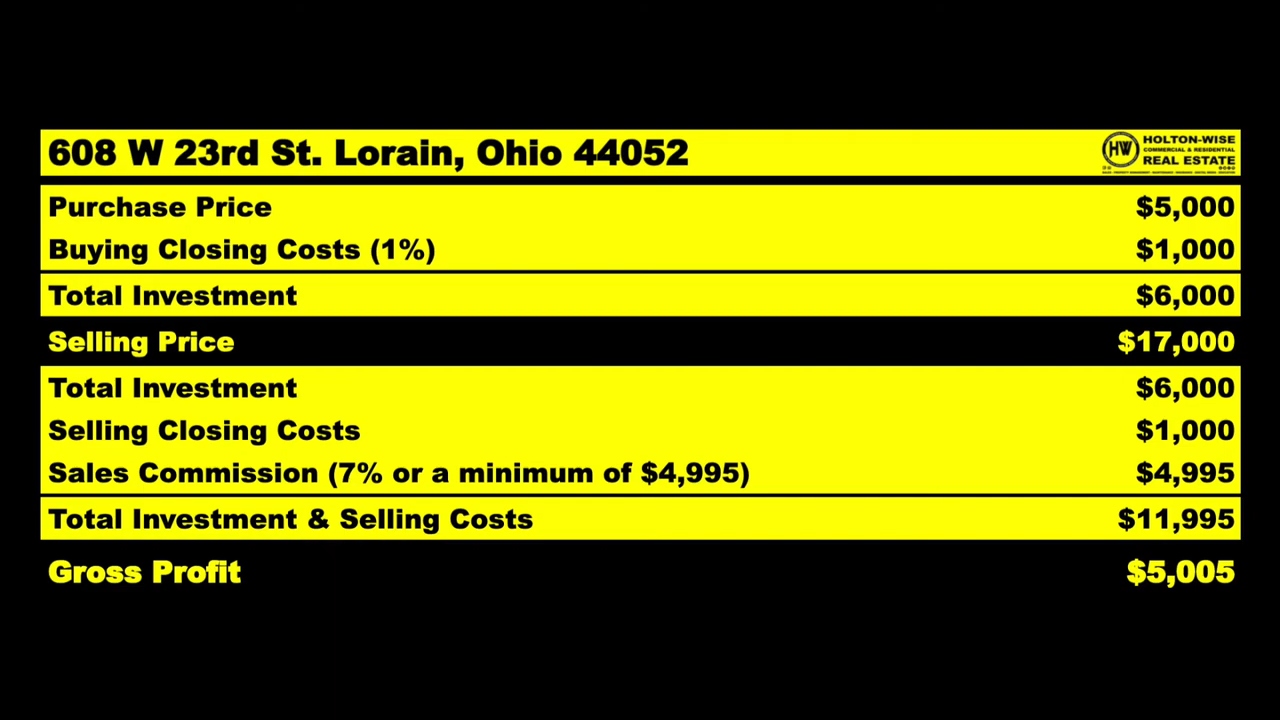 608 W 23rd St. Lorain, Ohio 44052
HW
HOLTON-WISE
COMMERCIAL & RESIDENTIAL
REAL ESTATE
Purchase Price $5,000
Buying Closing Costs (1%) $1,000
Total Investment $6,000
Selling Price $17,000
Total Investment $6,000
Selling Closing Costs $1,000
Sales Commission (7% or a minimum of $4,995) $4,995
Total Investment & Selling Costs $11,995
Gross Profit $5,005